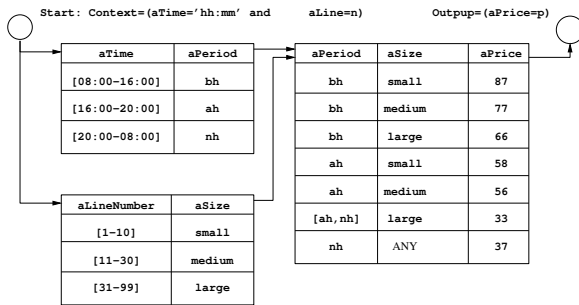 Start: Context=(aTime='hh:mm' and aLine=n) Outpup=(aPrice=p)
aTime aPeriod
[08:00-16:00] bh
[16:00-20:00] ah
[20:00-08:00] nh
aLineNumber aSize
[1-10] small
[11-30] medium
[31-99] large
aPeriod aSize aPrice
bh small 87
bh medium 77
bh large 66
ah small 58
ah medium 56
[ah,nh] large 33
nh ANY 37